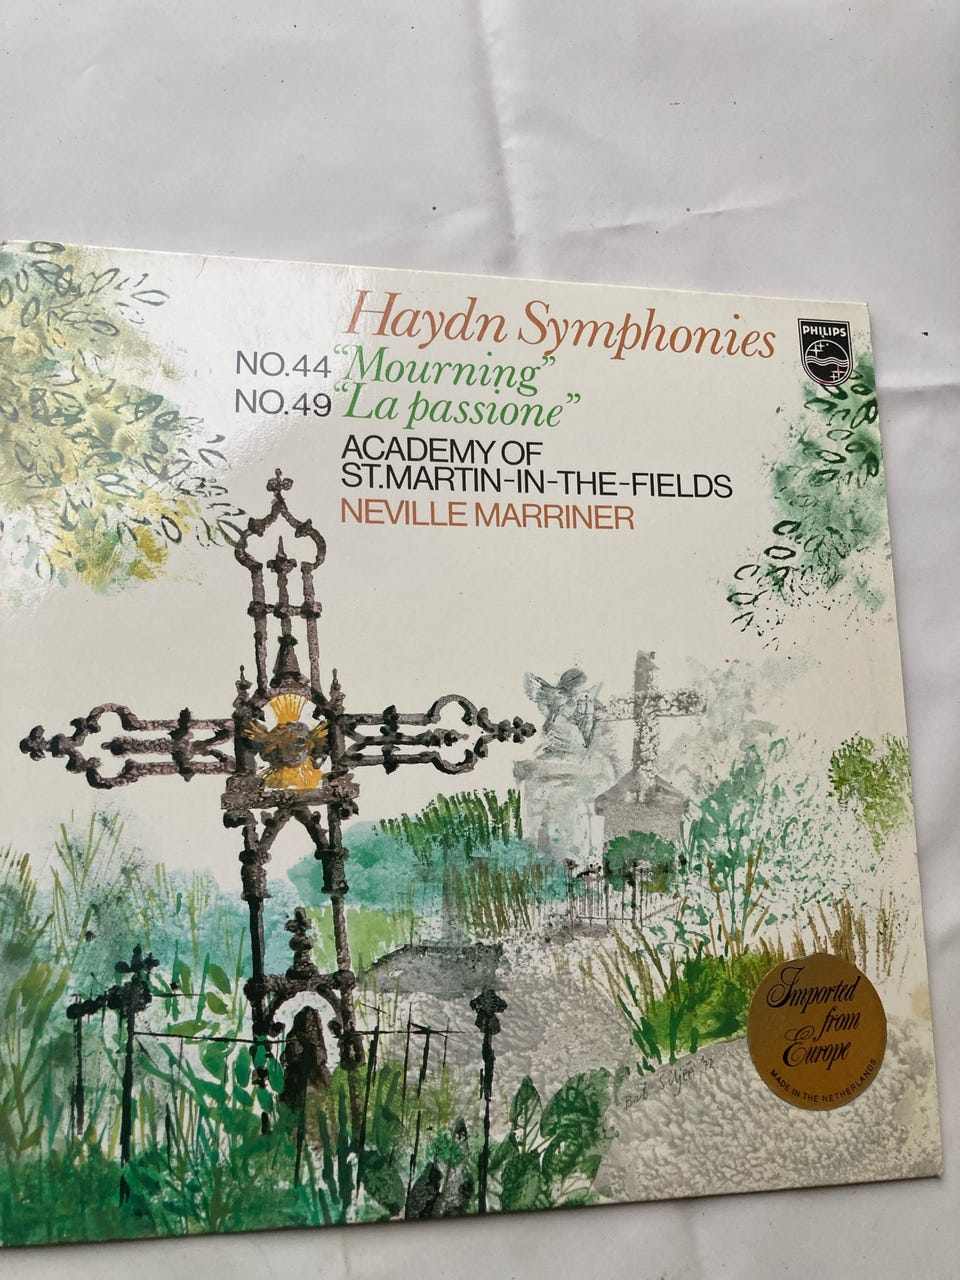 Haydn Symphonies
NO.44 “Mourning”
NO.49 “La passione”
ACADEMY OF
ST.MARTIN-IN-THE-FIELDS
NEVILLE MARRINER
PHILIPS
Imported
from
Europe
MADE IN THE NETHERLANDS